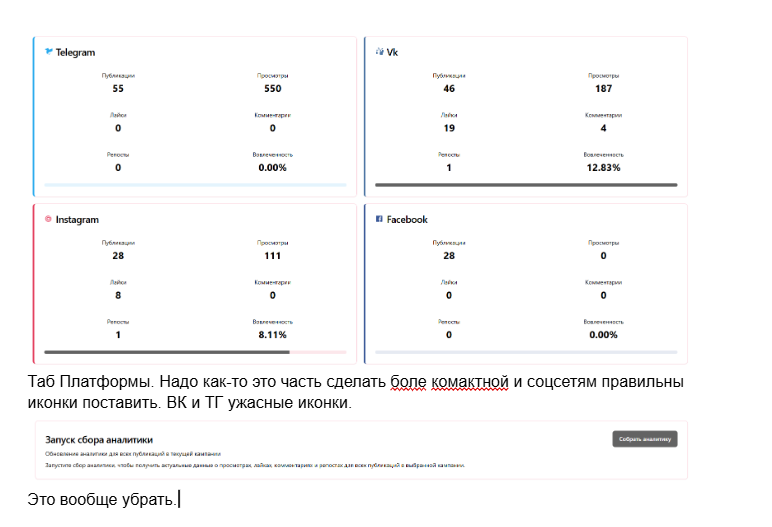 Telegram
Vk
Публикации Просмотры
55 550
Публикации Просмотры
46 187
Лайки Комментарии
0 0
Лайки Комментарии
19 4
Репосты Вовлеченность
0 0.00%
Репосты Вовлеченность
1 12.83%
Instagram
Facebook
Публикации Просмотры
28 111
Публикации Просмотры
28 0
Лайки Комментарии
8 0
Лайки Комментарии
0 0
Репосты Вовлеченность
1 8.11%
Репосты Вовлеченность
0 0.00%
Таб Платформы. Надо как-то это часть сделать боле комактной и соцсетям правильны
иконки поставить. ВК и ТГ ужасные иконки.
Запуск сбора аналитики
Собрать аналитику
Обновление аналитики для всех публикаций в текущей кампании
Запустите сбор аналитики, чтобы получить актуальные данные о просмотрах, лайках, комментариях и репостах для всех публикаций в выбранной кампании.
Это вообще убрать.